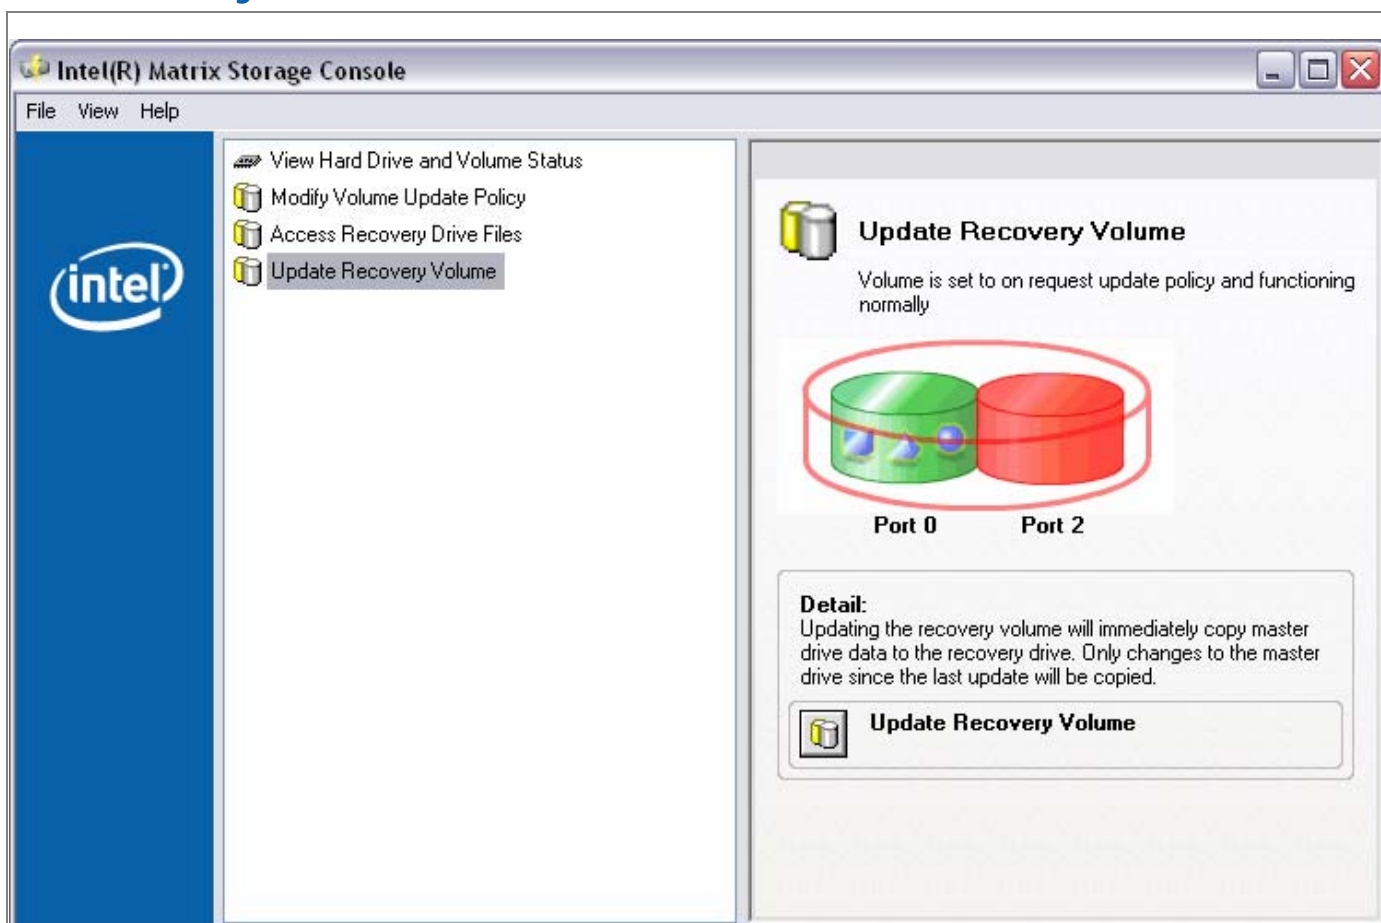 Intel(R) Matrix Storage Console
File View Help
View Hard Drive and Volume Status
Modify Volume Update Policy
Access Recovery Drive Files
Update Recovery Volume
intel
Update Recovery Volume
Volume is set to on request update policy and functioning
normally
Port 0 Port 2
Detail:
Updating the recovery volume will immediately copy master
drive data to the recovery drive. Only changes to the master
drive since the last update will be copied.
Update Recovery Volume